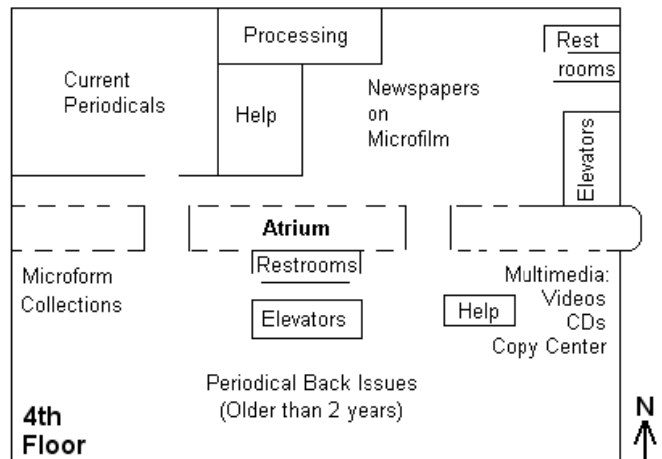 Processing
Rest
rooms
Current
Periodicals
Help
Newspapers
on
Microfilm
Elevators
Atrium
Restrooms
Microform
Collections
Multimedia:
Videos
CDs
Copy Center
Help
Elevators
Periodical Back Issues
(Older than 2 years)
4th
Floor
N